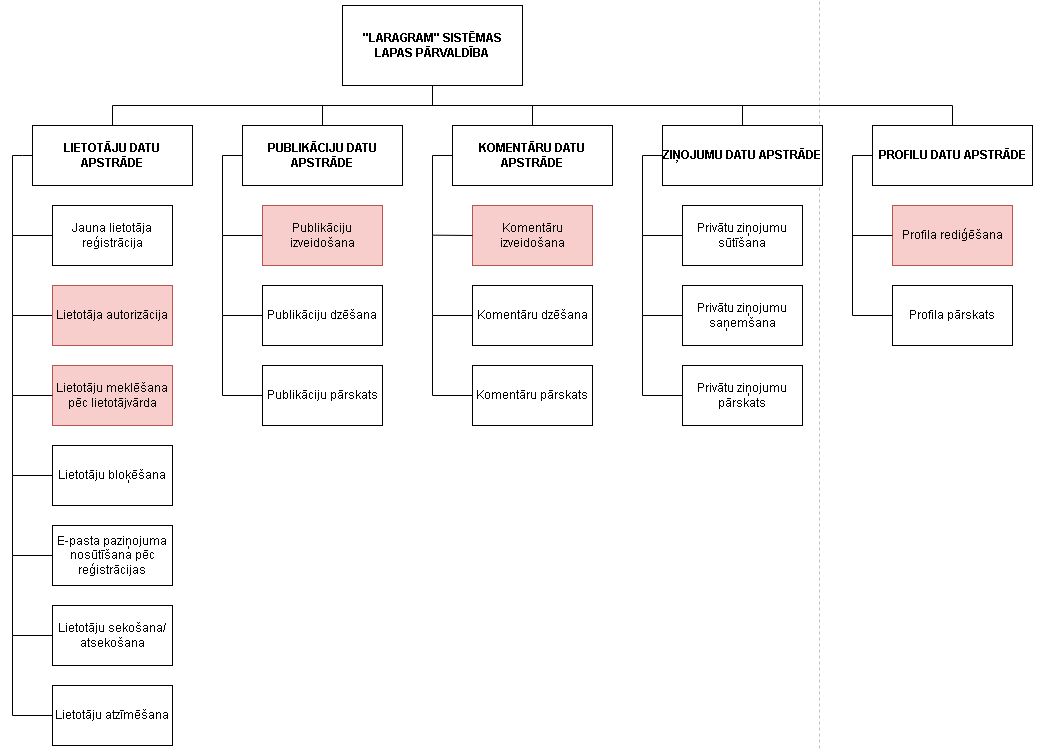 "LARAGRAM" SISTĒMAS
LAPAS PĀRVALDĪBA
LIETOTĀJU DATU
APSTRĀDE
Jauna lietotāja
reģistrācija
Lietotāja autorizācija
Lietotāju meklēšana
pēc lietotājvārda
Lietotāju bloķēšana
E-pasta paziņojuma
nosūtīšana pēc
reģistrācijas
Lietotāju sekošana/
atsekošana
Lietotāju atzīmēšana
PUBLIKĀCIJU DATU
APSTRĀDE
Publikāciju
izveidošana
Publikāciju dzēšana
Publikāciju pārskats
KOMENTĀRU DATU
APSTRĀDE
Komentāru
izveidošana
Komentāru dzēšana
Komentāru pārskats
ZIŅOJUMU DATU APSTRĀDE
Privātu ziņojumu
sūtīšana
Privātu ziņojumu
saņemšana
Privātu ziņojumu
pārskats
PROFILU DATU APSTRĀDE
Profila rediģēšana
Profila pārskats